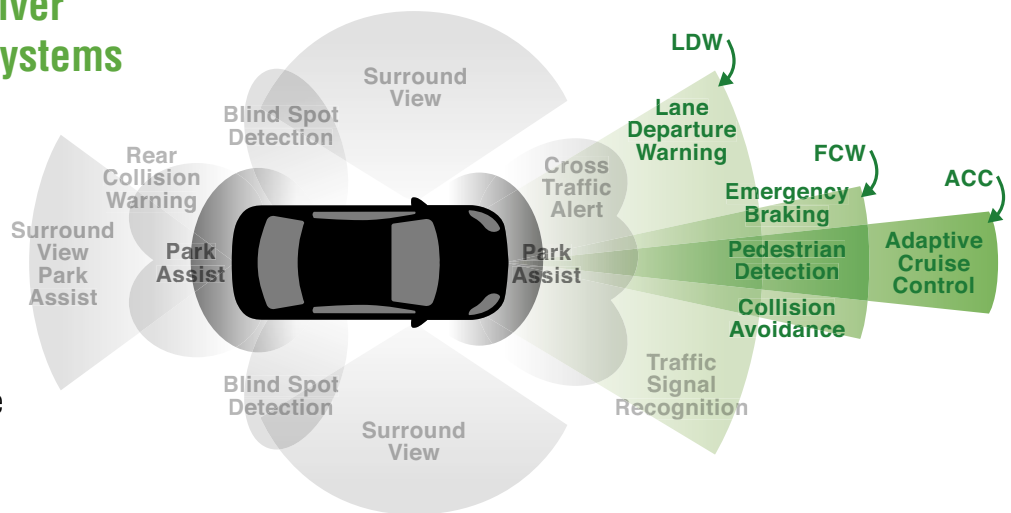 ystems
LDW
Surround
View
Lane
Departure
Warning
Blind Spot
Detection
FCW
Rear
Collision
Warning
Cross
Traffic
Alert
ACC
Emergency
Braking
Surround
View
Park
Assist
Park
Assist
Park
Assist
Pedestrian
Detection
Adaptive
Cruise
Control
Collision
Avoidance
Traffic
Signal
Recognition
Blind Spot
Detection
Surround
View